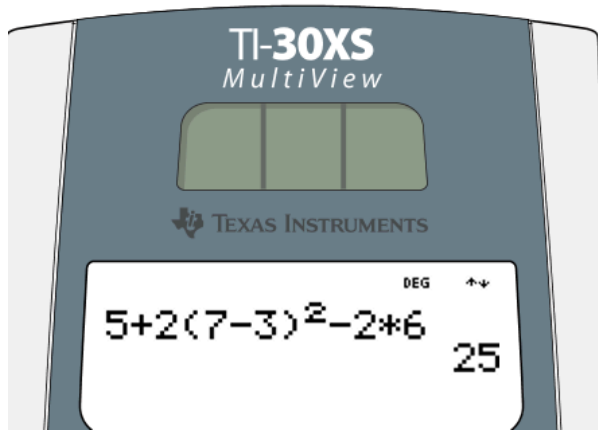 TI-30XS
MultiView
TEXAS INSTRUMENTS
DEG ↑↓
5+2(7-3)²-2*6
25